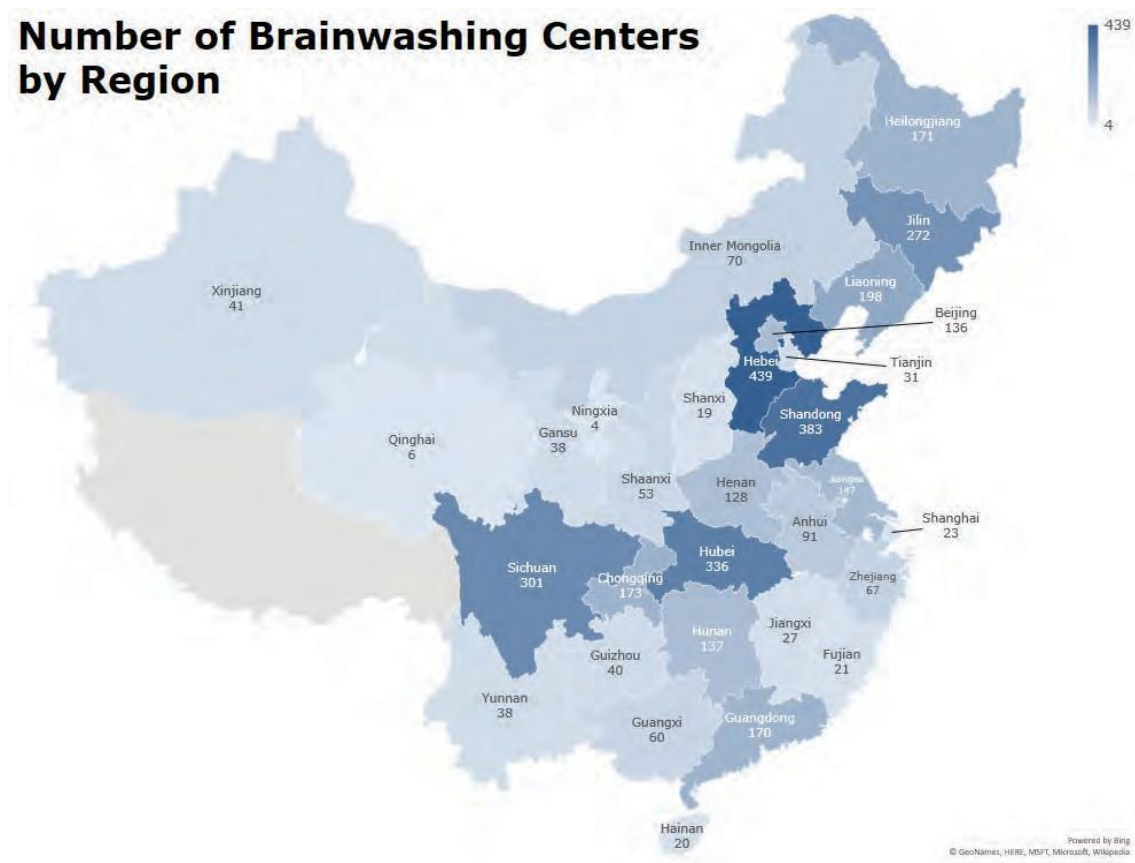 Number of Brainwashing Centers
by Region
439
4
Heilongjiang
171
Jilin
272
Inner Mongolia
70
Liaoning
198
Xinjiang
41
Beijing
136
Tianjin
31
Hebei
439
Shanxi
19
Ningxia
4
Shandong
383
Gansu
38
Qinghai
6
Shaanxi
53
Henan
128
Jiangsu
147
Anhui
91
Shanghai
23
Hubei
336
Sichuan
301
Chongqing
173
Zhejiang
67
Hunan
137
Jiangxi
27
Guizhou
40
Fujian
21
Yunnan
38
Guangxi
60
Guangdong
170
Hainan
20
Powered by Bing
© GeoNames, HERE, MSFT, Microsoft, Wikipedia